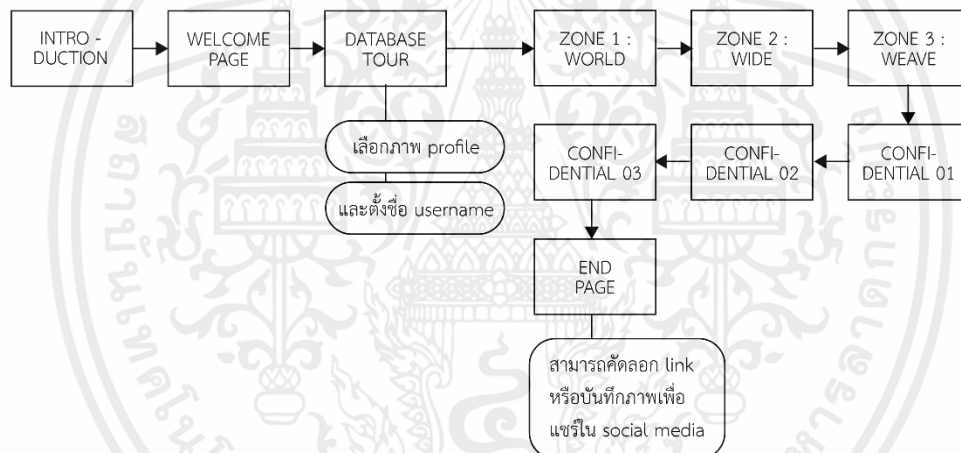 INTRO -
DUCTION
WELCOME
PAGE
DATABASE
TOUR
ZONE 1 :
WORLD
ZONE 2 :
WIDE
ZONE 3 :
WEAVE
เลือกภาพ profile
และตั้งชื่อ username
CONFI-
DENTIAL 01
CONFI-
DENTIAL 02
CONFI-
DENTIAL 03
END
PAGE
สามารถคัดลอก link
หรือบันทึกภาพเพื่อ
แชร์ใน social media